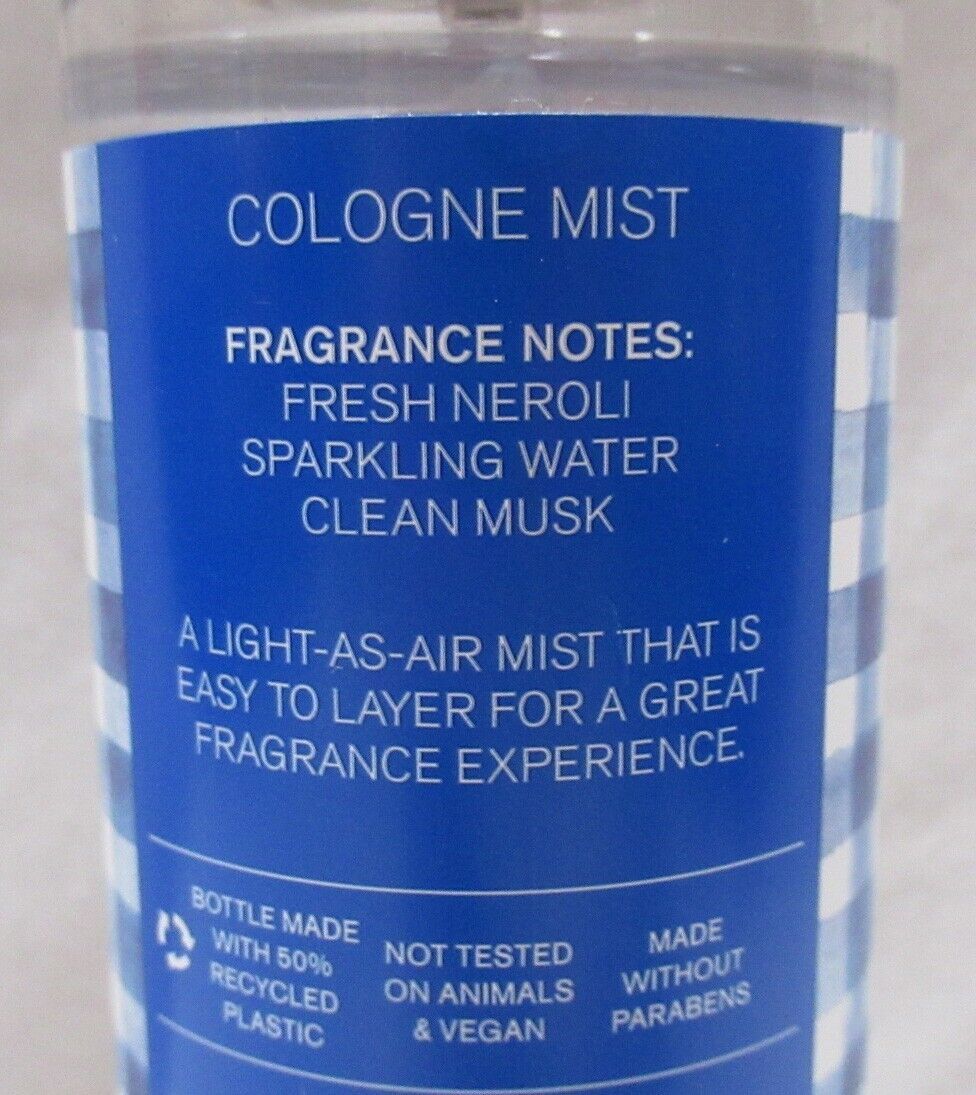 COLOGNE MIST
FRAGRANCE NOTES:
FRESH NEROLI
SPARKLING WATER
CLEAN MUSK
A LIGHT-AS-AIR MIST THAT IS
EASY TO LAYER FOR A GREAT
FRAGRANCE EXPERIENCE.
BOTTLE MADE
WITH 50%
RECYCLED
PLASTIC
NOT TESTED
ON ANIMALS
& VEGAN
MADE
WITHOUT
PARABENS